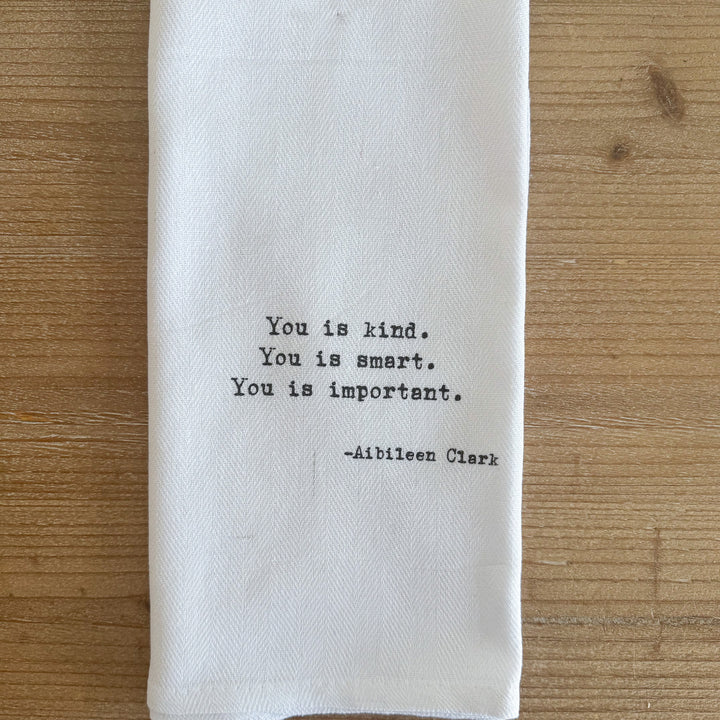 You is kind.
You is smart.
You is important.
-Aibileen Clark